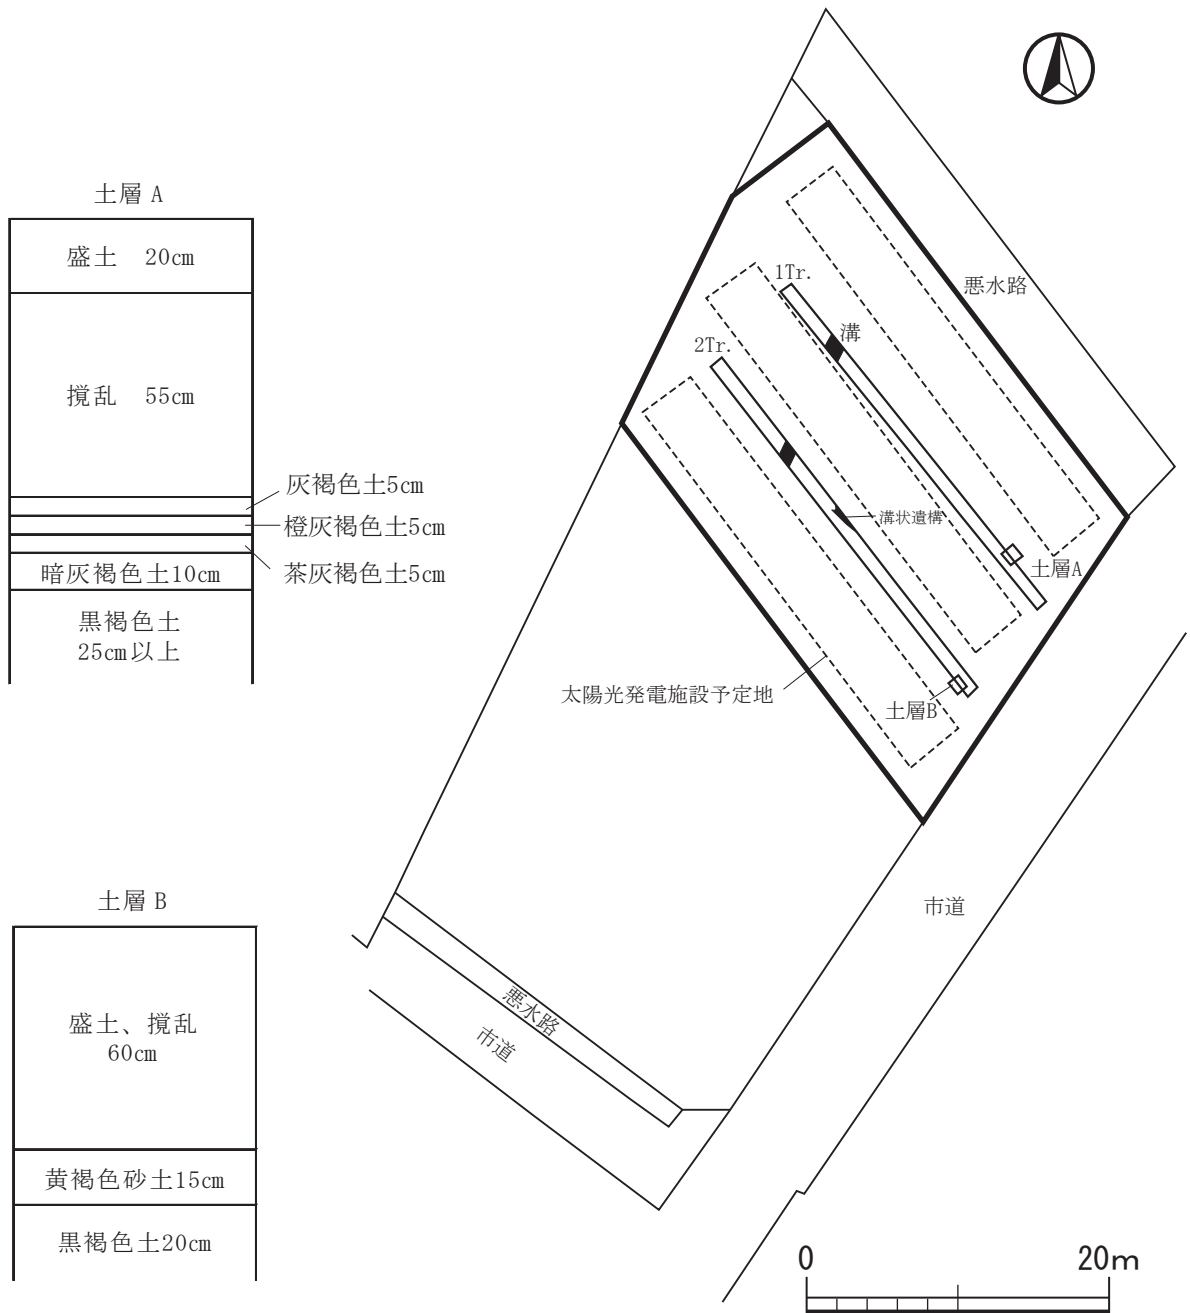 土層 A
盛土　20cm
撹乱　55cm
灰褐色土5cm
橙灰褐色土5cm
茶灰褐色土5cm
暗灰褐色土10cm
黒褐色土
25cm以上
土層 B
盛土、撹乱
60cm
黄褐色砂土15cm
黒褐色土20cm
悪水路
1Tr.
溝
2Tr.
溝状遺構
土層A
太陽光発電施設予定地
土層B
市道
悪水路
市道
0
20m